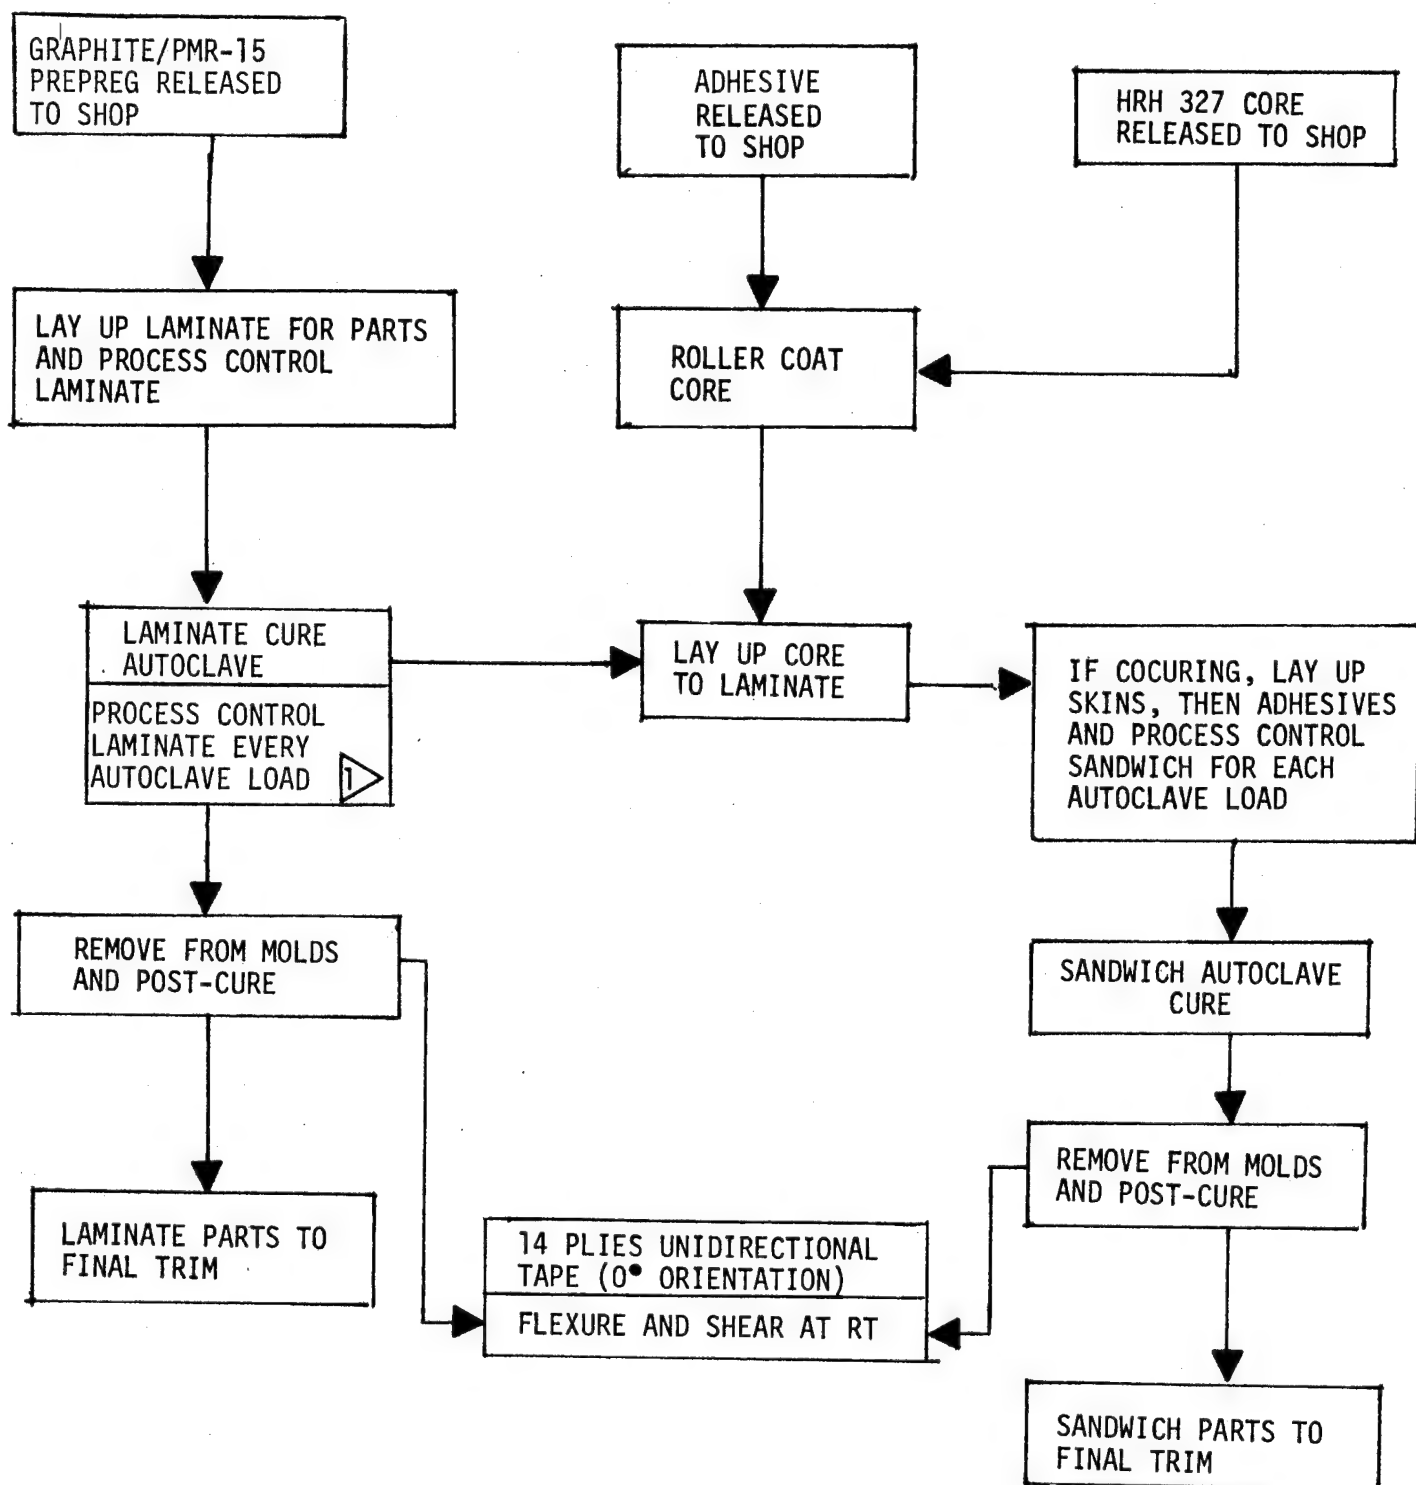 GRAPHITE/PMR-15
PREPREG RELEASED
TO SHOP
ADHESIVE
RELEASED
TO SHOP
HRH 327 CORE
RELEASED TO SHOP
LAY UP LAMINATE FOR PARTS
AND PROCESS CONTROL
LAMINATE
ROLLER COAT
CORE
LAMINATE CURE
AUTOCLAVE
PROCESS CONTROL
LAMINATE EVERY
AUTOCLAVE LOAD 1
LAY UP CORE
TO LAMINATE
IF COCURING, LAY UP
SKINS, THEN ADHESIVES
AND PROCESS CONTROL
SANDWICH FOR EACH
AUTOCLAVE LOAD
REMOVE FROM MOLDS
AND POST-CURE
SANDWICH AUTOCLAVE
CURE
REMOVE FROM MOLDS
AND POST-CURE
LAMINATE PARTS TO
FINAL TRIM
14 PLIES UNIDIRECTIONAL
TAPE (0° ORIENTATION)
FLEXURE AND SHEAR AT RT
SANDWICH PARTS TO
FINAL TRIM